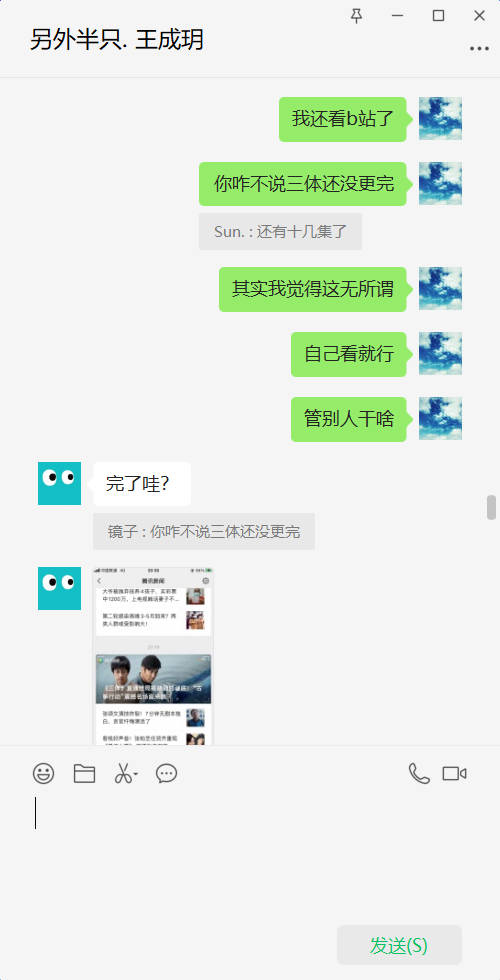 另外半只. 王成玥
我还看b站了
你咋不说三体还没更完
Sun. : 还有十几集了
其实我觉得这无所谓
自己看就行
管别人干啥
完了哇?
镜子 : 你咋不说三体还没更完
腾讯新闻
发送(S)